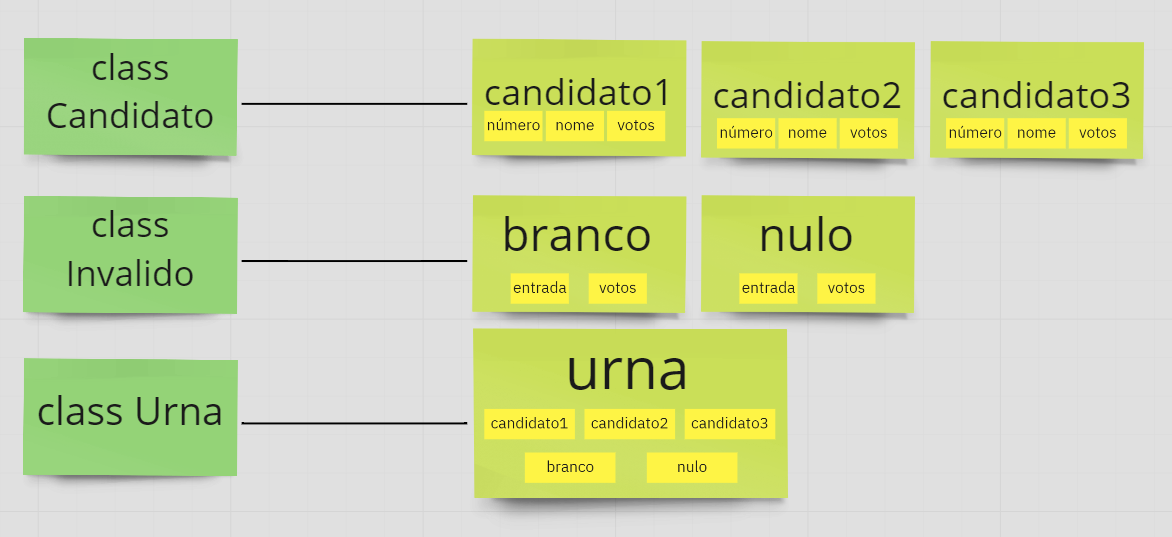 class
Candidato
candidato1
número nome votos
candidato2
número nome votos
candidato3
número nome votos
class
Invalido
branco
entrada votos
nulo
entrada votos
class Urna
urna
candidato1 candidato2 candidato3
branco nulo